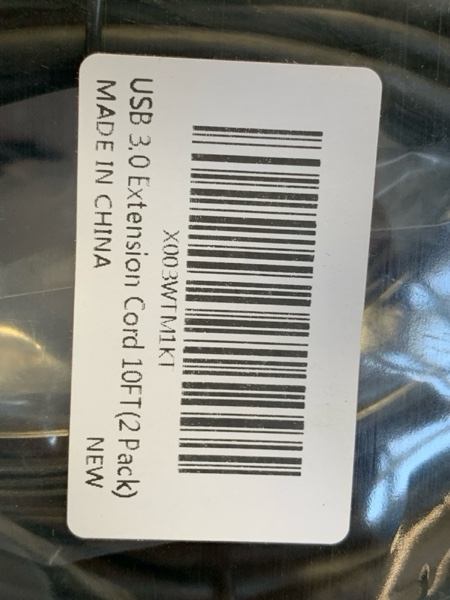 X003WTM1KT
USB 3.0 Extension Cord 10FT(2 Pack)
MADE IN CHINA
NEW